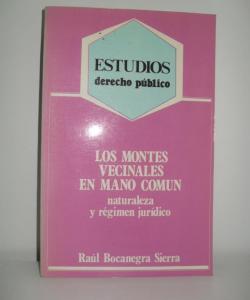 ESTUDIOS
derecho público
LOS MONTES
VECINALES
EN MANO COMUN
naturaleza
y régimen jurídico
Raúl Bocanegra Sierra